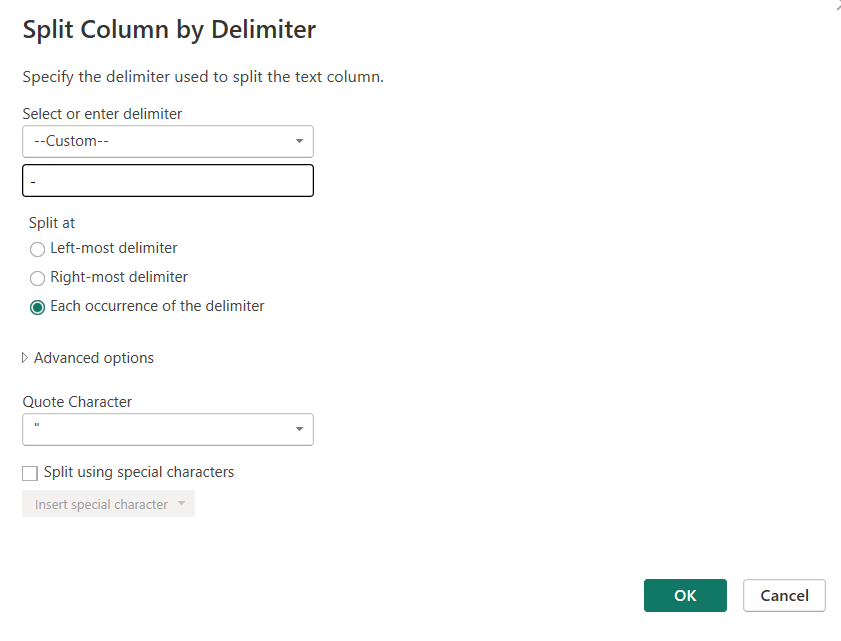 Split Column by Delimiter
Specify the delimiter used to split the text column.
Select or enter delimiter
--Custom--
-
Split at
Left-most delimiter
Right-most delimiter
Each occurrence of the delimiter
Advanced options
Quote Character
"
Split using special characters
Insert special character
OK Cancel